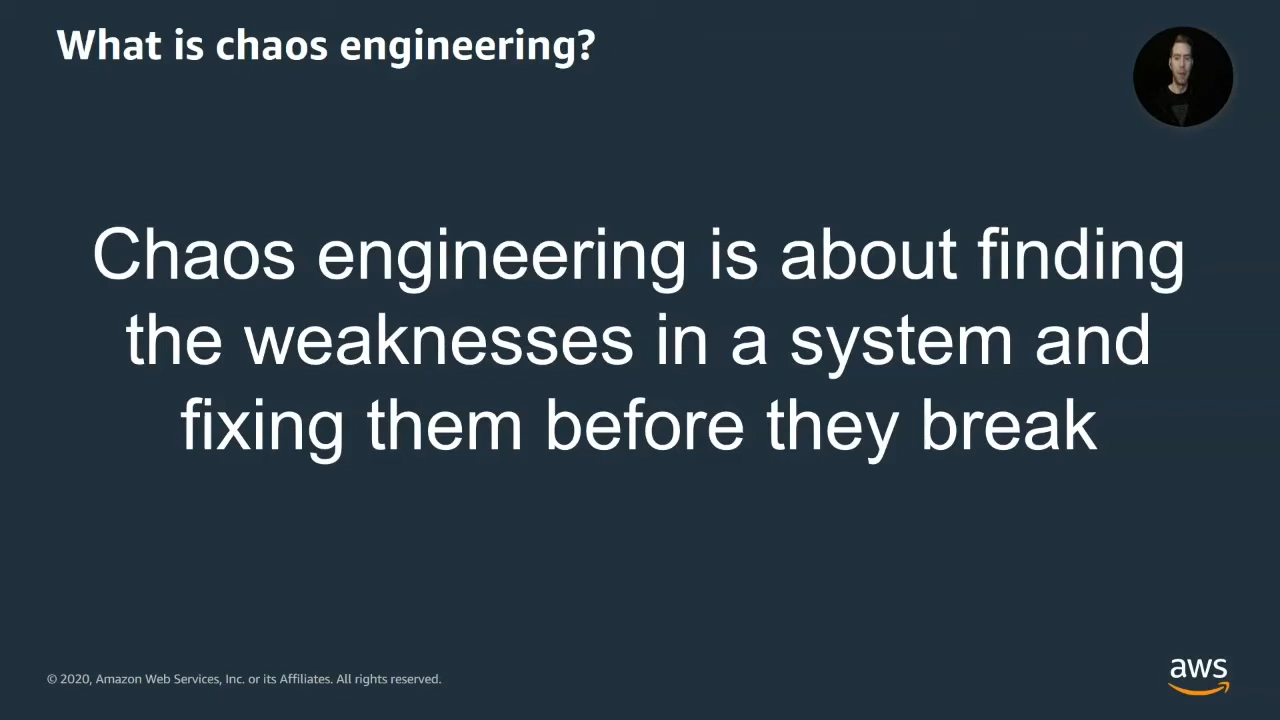 What is chaos engineering?
Chaos engineering is about finding
the weaknesses in a system and
fixing them before they break
© 2020, Amazon Web Services, Inc. or its Affiliates. All rights reserved.
aws